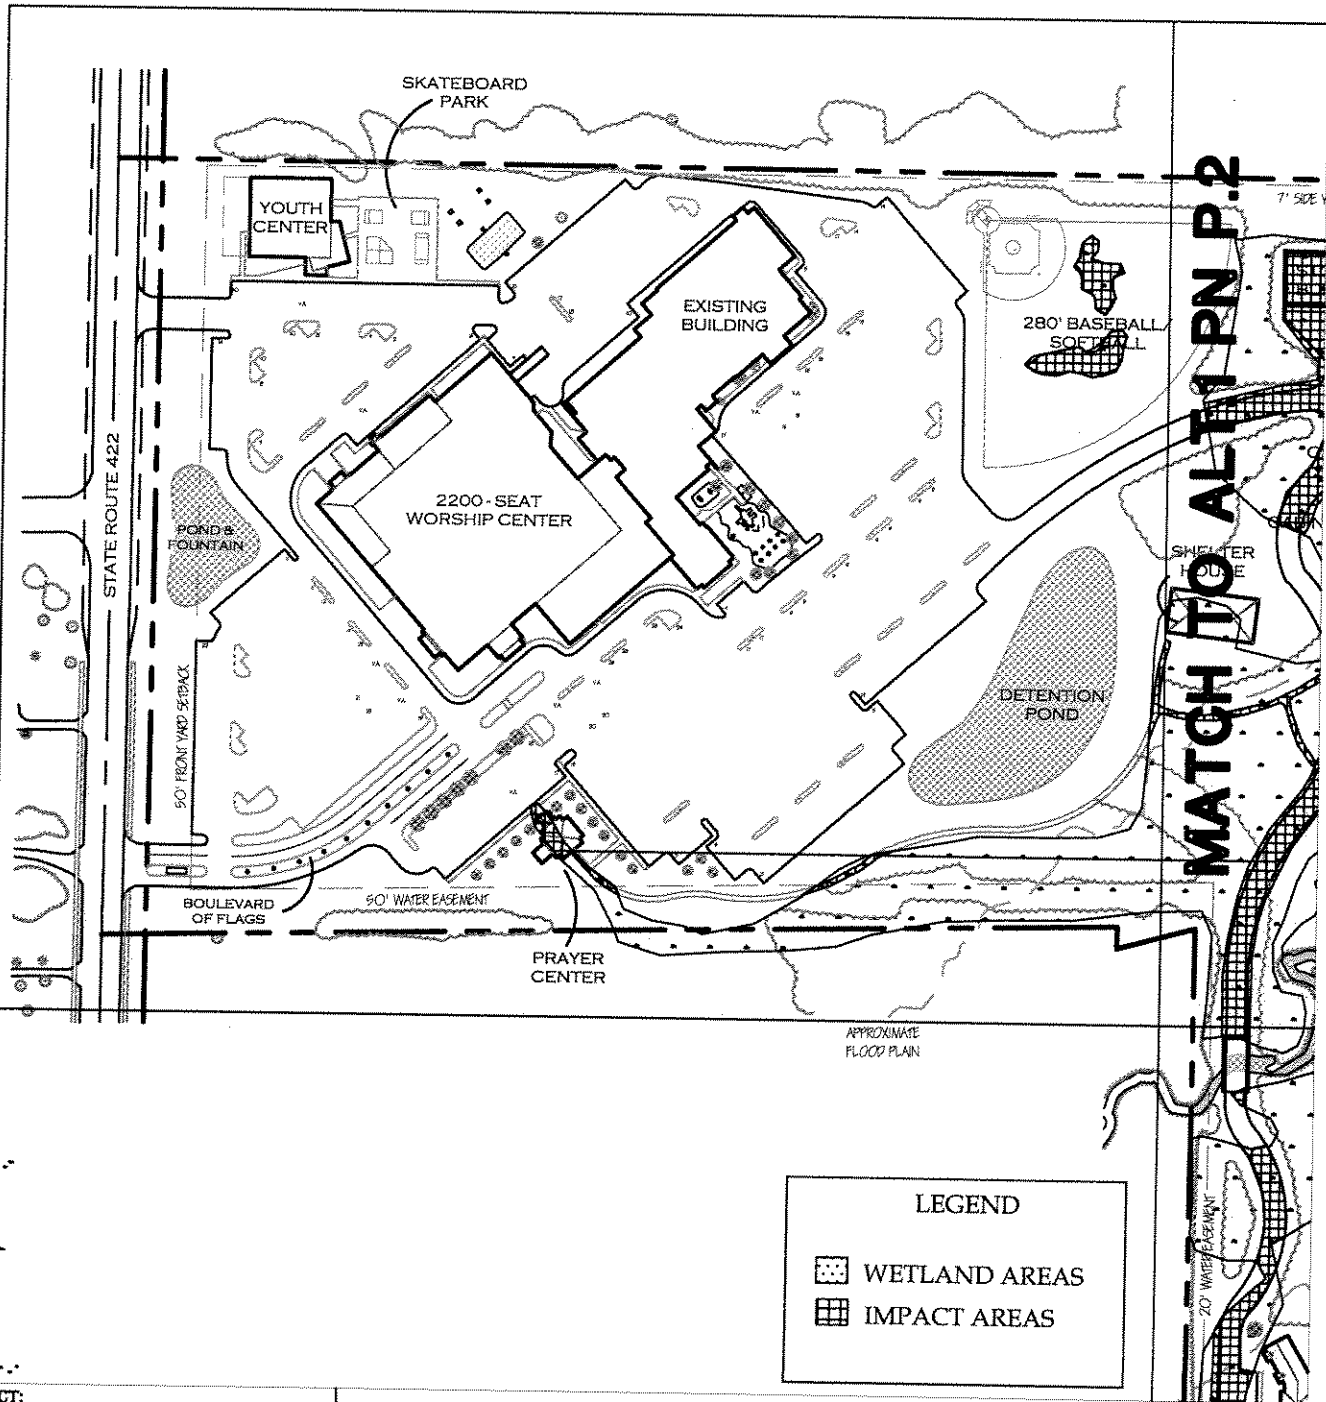 SKATEBOARD
PARK
MATCH TO ALT 1 PN P.2
7' SIDE
YOUTH
CENTER
EXISTING
BUILDING
280' BASEBALL/
SOFTBALL
STATE ROUTE 422
2200 - SEAT
WORSHIP CENTER
POND &
FOUNTAIN
SHELTER
HOUSE
50' FRONT YARD SETBACK
DETENTION
POND
BOULEVARD
OF FLAGS
50' WATER EASEMENT
PRAYER
CENTER
APPROXIMATE
FLOOD PLAIN
20' WATER EASEMENT
LEGEND
WETLAND AREAS
IMPACT AREAS